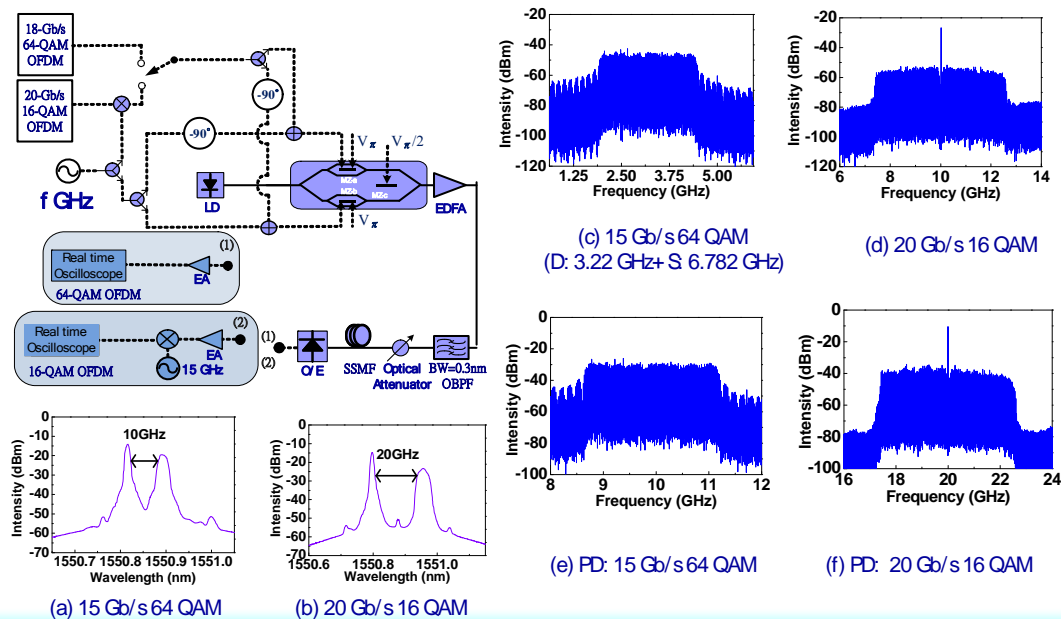 18-Gb/s
64-QAM
OFDM
20-Gb/s
16-QAM
OFDM
-90°
-90°
f GHz
LD
Vπ
Vπ/2
MZ-a
MZ-b
MZ-c
Vπ
EDFA
Real time
Oscilloscope
(1)
EA
64-QAM OFDM
Real time
Oscilloscope
(2)
EA
15 GHz
16-QAM OFDM
(1)
(2)
O/E
SSMF
Optical
Attenuator
BW=0.3nm
OBPF
Intensity (dBm)
0
-10
-20
-30
-40
-50
-60
-70
10GHz
1550.7 1550.8 1550.9 1551.0
Wavelength (nm)
(a) 15 Gb/s 64 QAM
Intensity (dBm)
0
-10
-20
-30
-40
-50
-60
-70
20GHz
1550.6 1550.8 1551.0
Wavelength (nm)
(b) 20 Gb/s 16 QAM
Intensity (dBm)
-20
-40
-60
-80
-100
-120
1.25 2.50 3.75 5.00
Frequency (GHz)
(c) 15 Gb/s 64 QAM
(D: 3.22 GHz+ S: 6.782 GHz)
Intensity (dBm)
-20
-40
-60
-80
-100
-120
6 8 10 12 14
Frequency (GHz)
(d) 20 Gb/s 16 QAM
Intensity (dBm)
0
-20
-40
-60
-80
-100
8 9 10 11 12
Frequency (GHz)
(e) PD: 15 Gb/s 64 QAM
Intensity (dBm)
0
-20
-40
-60
-80
-100
16 18 20 22 24
Frequency (GHz)
(f) PD: 20 Gb/s 16 QAM